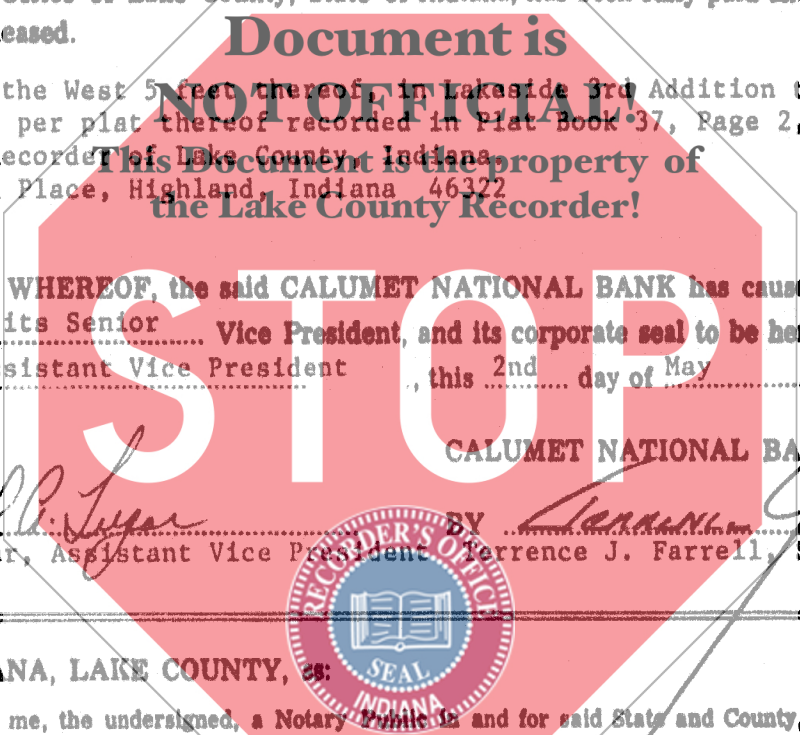 Document is
eased.
the West 5 feet thereof, in Lakeside 3rd Addition t
NOT OFFICIAL!
per plat thereof recorded in Plat Book 37, Page 2,
ecorder of Lake County, Indiana.
This Document is the property of
Place, Highland, Indiana 46322
the Lake County Recorder!
STOP
WHEREOF, the said CALUMET NATIONAL BANK has cause
its Senior Vice President, and its corporate seal to be her
sistant Vice President , this 2nd day of May
CALUMET NATIONAL BA
BY
ar, Assistant Vice President Terrence J. Farrell, S
RECORDER'S OFFICE
SEAL
INDIANA
ANA, LAKE COUNTY, ss:
me, the undersigned, a Notary Public in and for said State and County,